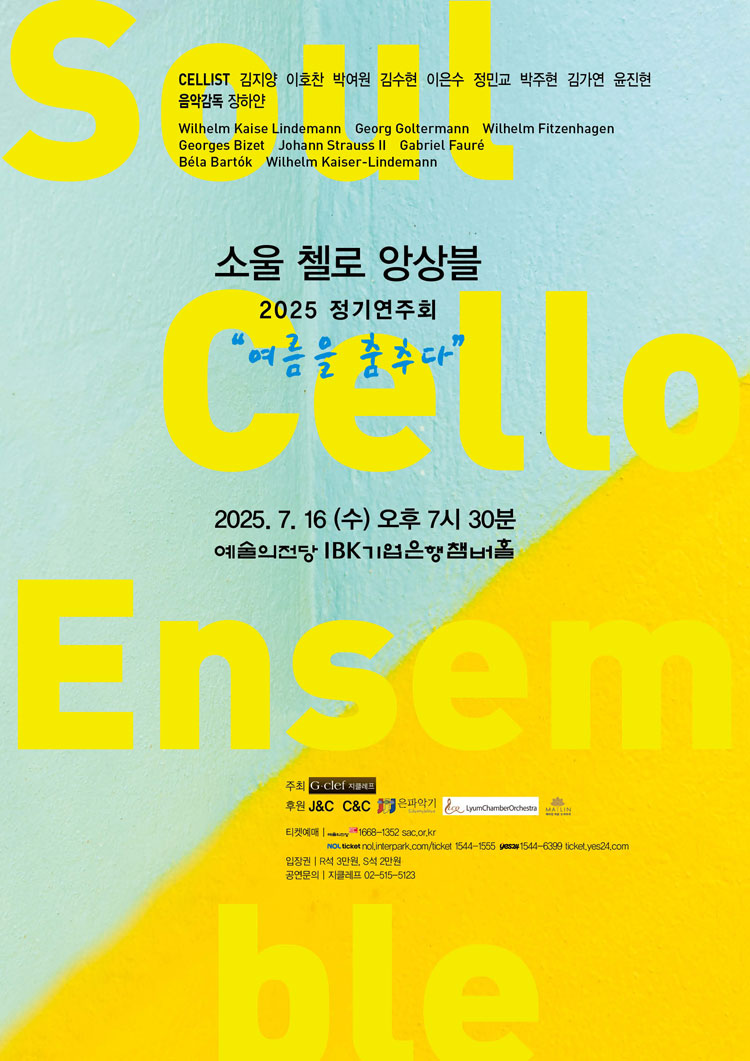 Soul
CELLIST 김지양 이호찬 박여원 김수현 이은수 정민교 박주현 김가연 윤진현
음악감독 장하얀
Wilhelm Kaise Lindemann Georg Goltermann Wilhelm Fitzenhagen
Georges Bizet Johann Strauss II Gabriel Fauré
Béla Bartók Wilhelm Kaiser-Lindemann
소울 첼로 앙상블
2025 정기연주회
“여름을 춤추다”
Cello
2025. 7. 16 (수) 오후 7시 30분
예술의전당 IBK기업은행챔버홀
Ensem
주최 G·clef 지클레프
후원 J&C C&C 은파악기 LyumChamberOrchestra MAILIN
티켓예매 | 예술의전당 1668-1352 sac.or.kr
NOL ticket nol.interpark.com/ticket 1544-1555 yes24 1544-6399 ticket.yes24.com
입장권 | R석 3만원, S석 2만원
공연문의 | 지클레프 02-515-5123
ble